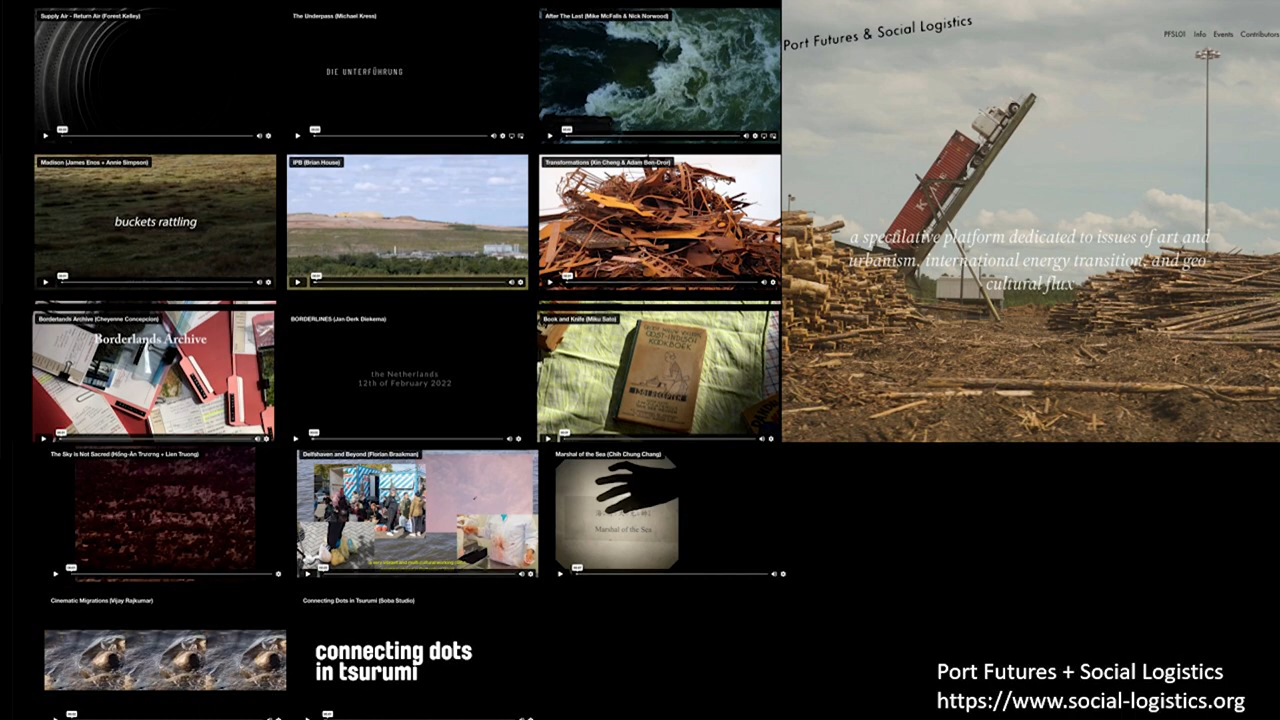 Supply Air - Return Air (Forest Kelley)
The Underpass (Michael Kress)
After The Last (Mike McFalls & Nick Norwood)
DIE UNTERFÜHRUNG
Port Futures & Social Logistics
PFSL01 Info Events Contributors
Madison (James Enos + Annie Simpson)
IPB (Brian House)
Transformations (Xin Cheng & Adam Ben-Dror)
buckets rattling
a speculative platform dedicated to issues of art and
urbanism, international energy transition, and geo
cultural flux
Borderlands Archive (Cheyenne Concepcion)
BORDERLINES (Jan-Derk Diekema)
Book and Knife (Miku Sato)
Borderlands Archive
the Netherlands
12th of February 2022
OOST-INDISCH
KOOKBOEK
1381 RECEPTEN
The Sky is Not Sacred (Hồng-Ân Trương + Lien Truong)
Delfshaven and Beyond (Florian Braakman)
Marshal of the Sea (Chih Chung Chang)
Marshal of the Sea
Cinematic Migrations (Vijay Rajkumar)
Connecting Dots in Tsurumi (Soba Studio)
connecting dots
in tsurumi
Port Futures + Social Logistics
https://www.social-logistics.org